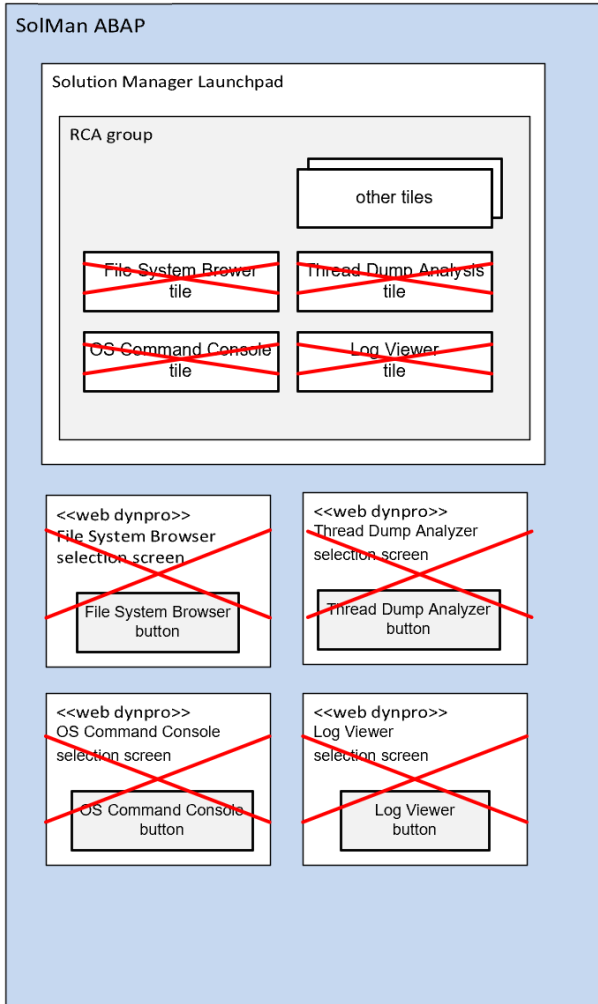 SolMan ABAP
Solution Manager Launchpad
RCA group
other tiles
File System Brower
tile
Thread Dump Analysis
tile
OS Command Console
tile
Log Viewer
tile
<<web dynpro>>
File System Browser
selection screen
File System Browser
button
<<web dynpro>>
Thread Dump Analyzer
selection screen
Thread Dump Analyzer
button
<<web dynpro>>
OS Command Console
selection screen
OS Command Console
button
<<web dynpro>>
Log Viewer
selection screen
Log Viewer
button